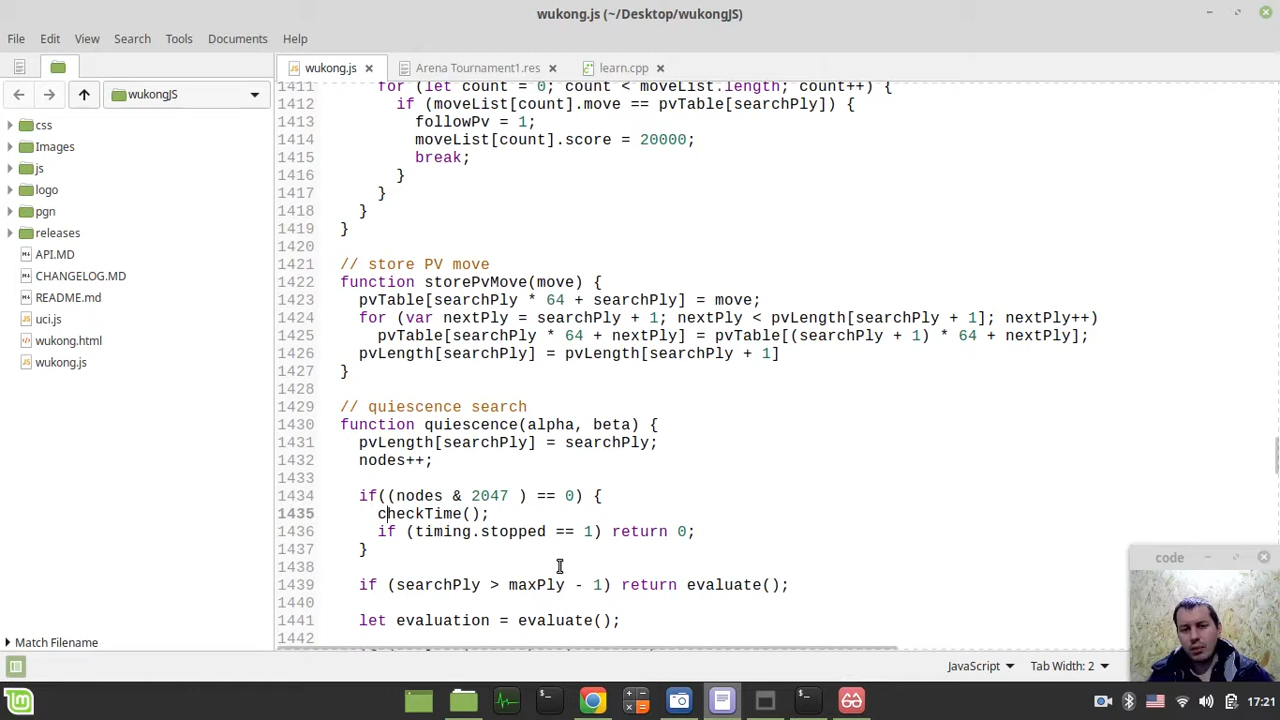 wukong.js (~/Desktop/wukongJS)
File Edit View Search Tools Documents Help
wukong.js Arena Tournament1.res learn.cpp
wukongJS
css
Images
js
logo
pgn
releases
API.MD
CHANGELOG.MD
README.md
uci.js
wukong.html
wukong.js
Match Filename
1411 for (let count = 0; count < moveList.length; count++) {
1412 if (moveList[count].move == pvTable[searchPly]) {
1413 followPv = 1;
1414 moveList[count].score = 20000;
1415 break;
1416 }
1417 }
1418 }
1419 }
1420
1421 // store PV move
1422 function storePvMove(move) {
1423 pvTable[searchPly * 64 + searchPly] = move;
1424 for (var nextPly = searchPly + 1; nextPly < pvLength[searchPly + 1]; nextPly++)
1425 pvTable[searchPly * 64 + nextPly] = pvTable[(searchPly + 1) * 64 + nextPly];
1426 pvLength[searchPly] = pvLength[searchPly + 1]
1427 }
1428
1429 // quiescence search
1430 function quiescence(alpha, beta) {
1431 pvLength[searchPly] = searchPly;
1432 nodes++;
1433
1434 if((nodes & 2047 ) == 0) {
1435 checkTime();
1436 if (timing.stopped == 1) return 0;
1437 }
1438
1439 if (searchPly > maxPly - 1) return evaluate();
1440
1441 let evaluation = evaluate();
1442
code
JavaScript Tab Width: 2
17:21